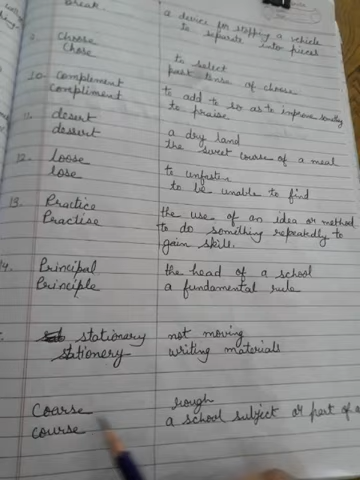 break
a device for stopping a vehicle
to separate into pieces
9. Choose to select
Chose past tense of choose
10. complement to add to so as to improve
compliment to praise
11. desert a dry land
dessert the sweet course of a meal
12. loose to unfasten
lose to be unable to find
13. Practice the use of an idea or method
Practise to do something repeatedly to
gain skill.
14. Principal the head of a school
Principle a fundamental rule
stationery not moving
stationery writing materials
Coarse rough
course a school subject or part of a